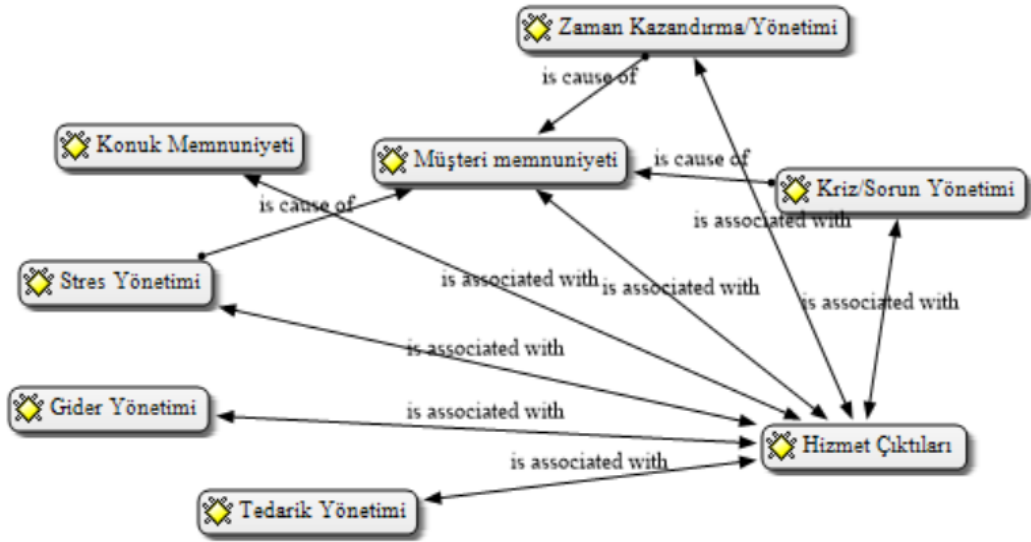 Zaman Kazandırma/Yönetimi
is cause of
Konuk Memnuniyeti
Müşteri memnuniyeti
is cause of
Kriz/Sorun Yönetimi
is cause of
is associated with
Stres Yönetimi
is associated with
is associated with
is associated with
is associated with
Gider Yönetimi
is associated with
Hizmet Çıktıları
is associated with
Tedarik Yönetimi